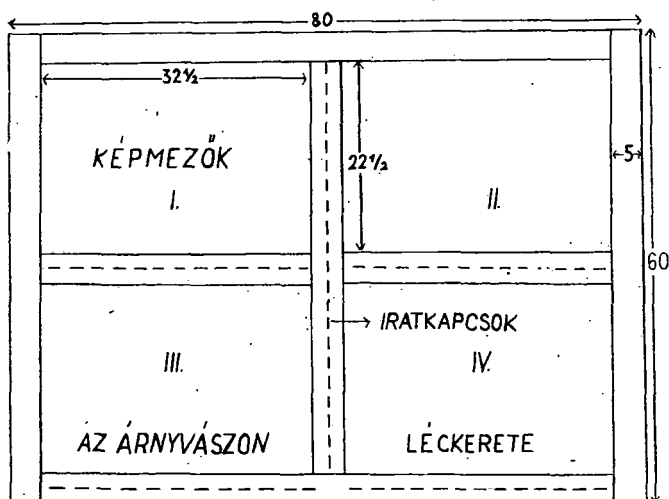 80
32½
KÉPMEZŐK
I.
22½
5
II.
60
→ IRATKAPCSOK
III.
IV.
AZ ÁRNYVÁSZON LÉCKERETE